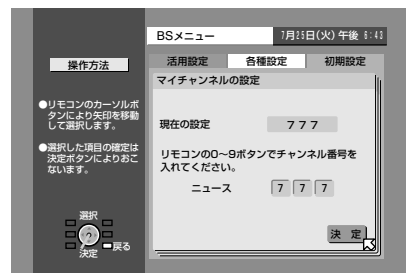 BSメニュー
7月25日(火)午後 8:43
操作方法
活用設定 各種設定 初期設定
マイチャンネルの設定
●リモコンのカーソルボ
タンにより矢印を移動
して選択します。
●選択した項目の確定は
決定ボタンによりおこ
ないます。
現在の設定 777
リモコンの0〜9ボタンでチャンネル番号を
入れてください。
ニュース 7 7 7
選択
戻る
決定
決 定